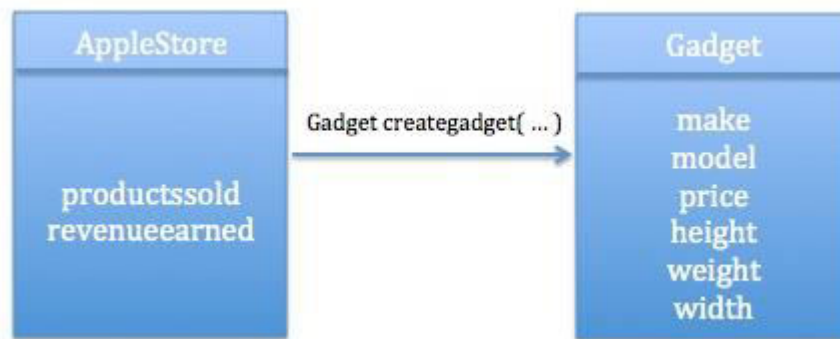 AppleStore
productssold
revenueearned
Gadget creategadget( ... )
Gadget
make
model
price
height
weight
width